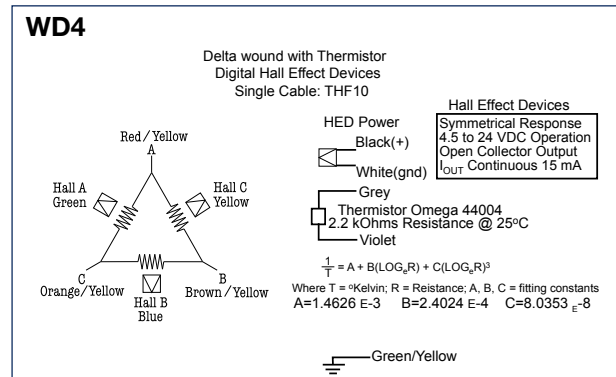 WD4
Delta wound with Thermistor
Digital Hall Effect Devices
Single Cable: THF10
Hall Effect Devices
Symmetrical Response
4.5 to 24 VDC Operation
Open Collector Output
IOUT Continuous 15 mA
HED Power
Black(+)
White(gnd)
Red/Yellow
A
Hall A
Green
Hall C
Yellow
C
Orange/Yellow
Hall B
Blue
B
Brown/Yellow
Grey
Thermistor Omega 44004
2.2 kOhms Resistance @ 25°C
Violet
1/T = A + B(LOGeR) + C(LOGeR)³
Where T = °Kelvin; R = Reistance; A, B, C = fitting constants
A=1.4626 E-3 B=2.4024 E-4 C=8.0353 E-8
Green/Yellow